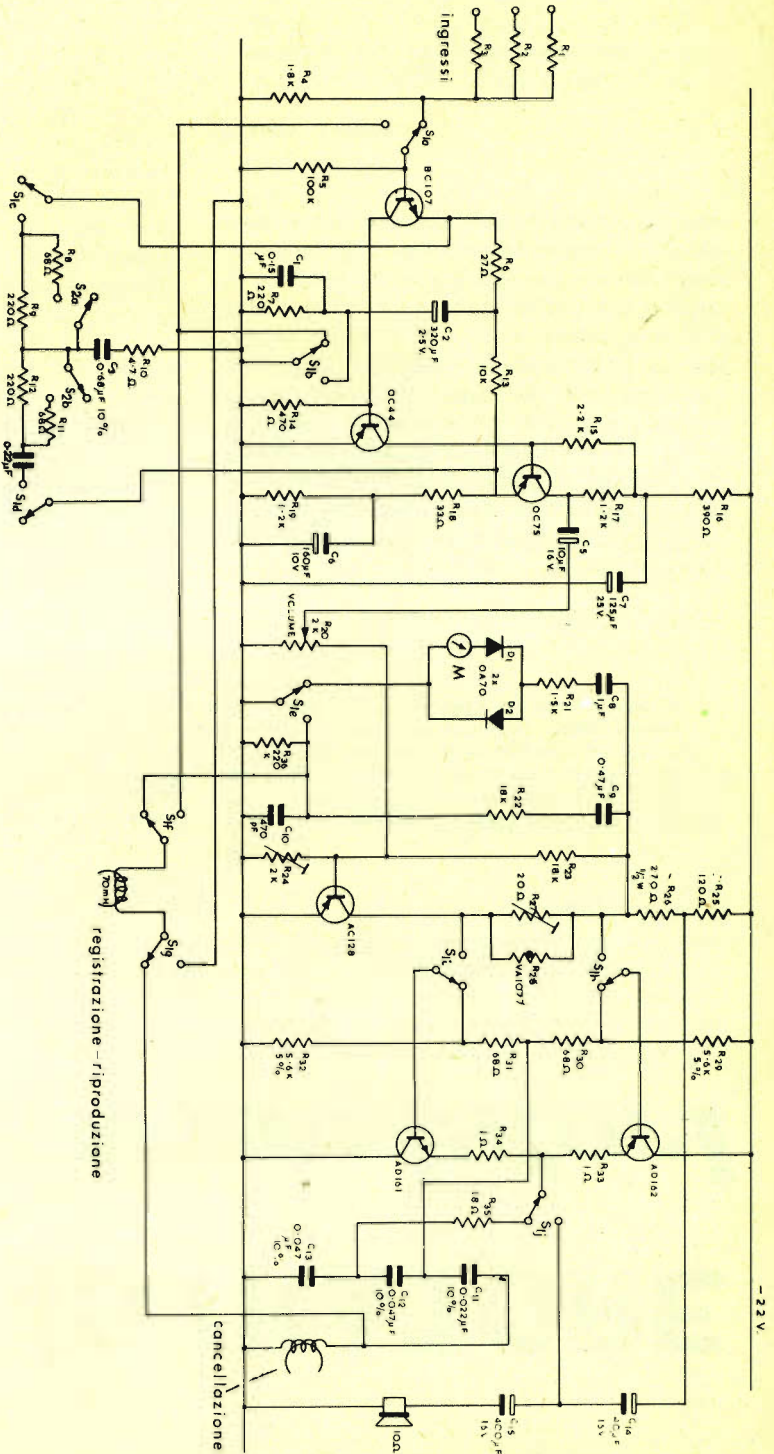 ingressi
R1
R2
R3
R4
1·8K
S1a
R5
100K
BC107
R6
27Ω
C1
0·15
µF
R7
220
Ω
C2
320µF
2·5V.
S1b
R13
10K
R14
470
Ω
OC44
R15
2·2K
OC75
R16
390Ω
R17
1·2K
R18
33Ω
R19
1·2K
C5
10µF
16V.
C6
160µF
10V
C7
125µF
25V.
S1c
R8
68Ω
R9
220Ω
S2a
C3
0·68µF 10%
R10
4·7Ω
S2b
R12
220Ω
R11
68Ω
0·22µF
S1d
R20
2K
VOLUME
M
D1
2x
OA70
D2
R21
1·5K
C8
1µF
S1e
R36
220
K
C9
0·47µF
R22
18K
C10
470
pF
R23
18K
R24
2K
AC128
R25
120Ω
R26
270Ω
½W
R27
20Ω
R28
VA1077
S1f
70mH
S1g
registrazione–riproduzione
S1h
S1i
R29
5·6K
5%
R30
68Ω
R31
68Ω
R32
5·6K
5%
AD162
AD161
R33
1Ω
R34
1Ω
S1j
R35
18Ω
C11
0·022µF
10%
C12
0·047µF
10%
C13
0·047
µF
10%
cancellazione
C14
15V
C15
400µF
15V
10Ω
–22V.